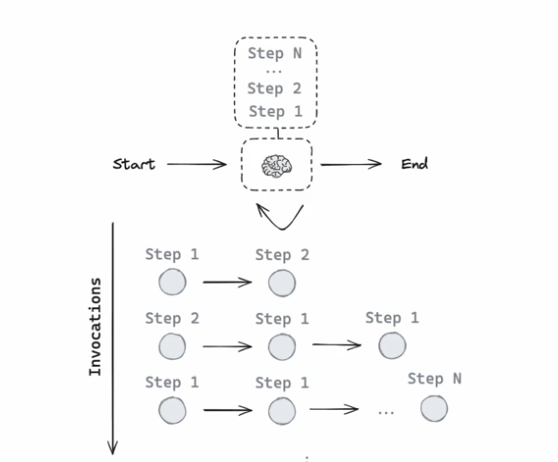 Step N
...
Step 2
Step 1
Start
End
Invocations
Step 1 Step 2
Step 2 Step 1 Step 1
Step 1 Step 1 Step N
...